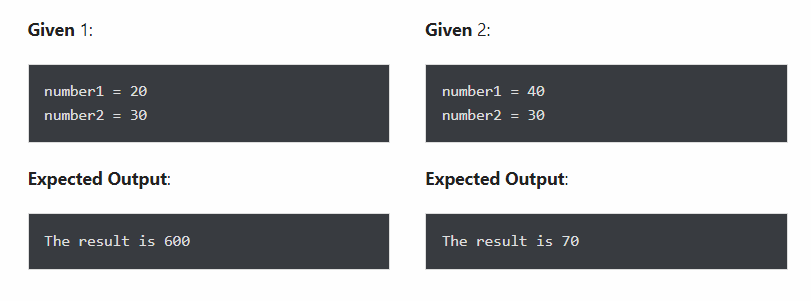 Given 1:
number1 = 20
number2 = 30
Expected Output:
The result is 600
Given 2:
number1 = 40
number2 = 30
Expected Output:
The result is 70